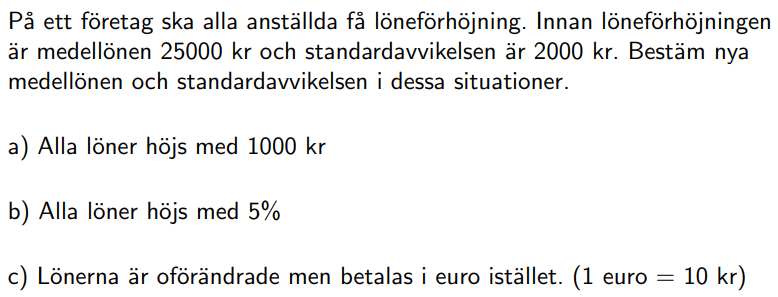 På ett företag ska alla anställda få löneförhöjning. Innan löneförhöjningen
är medellönen 25000 kr och standardavvikelsen är 2000 kr. Bestäm nya
medellönen och standardavvikelsen i dessa situationer.
a) Alla löner höjs med 1000 kr
b) Alla löner höjs med 5%
c) Lönerna är oförändrade men betalas i euro istället. (1 euro = 10 kr)